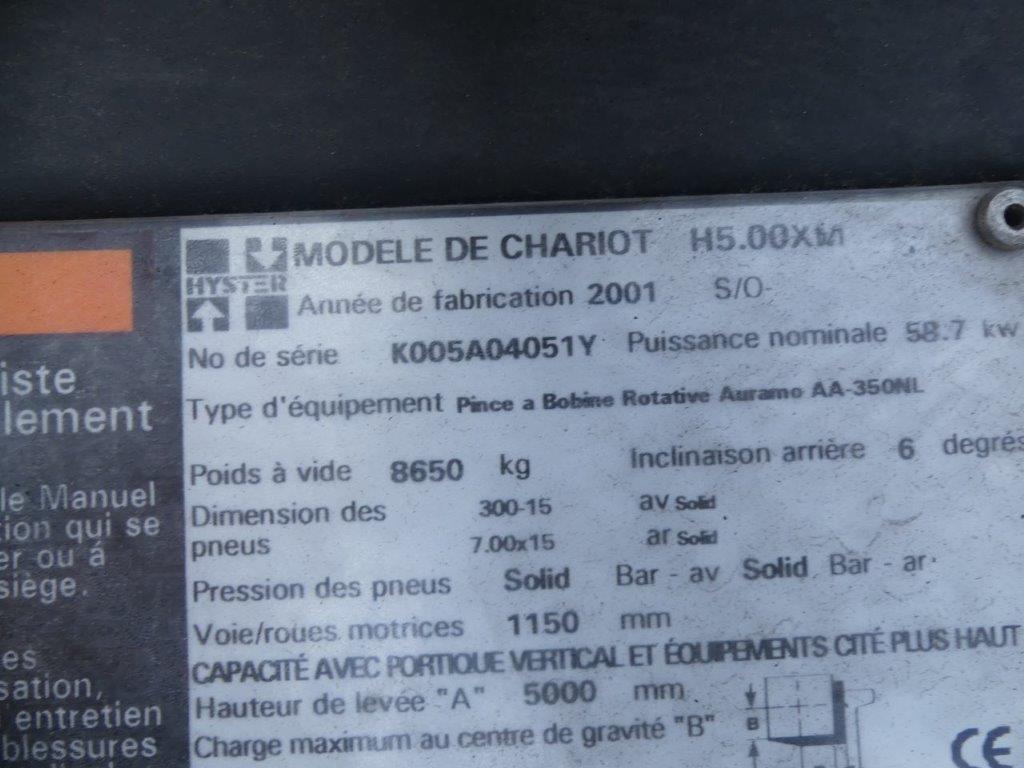 MODELE DE CHARIOT H5.00XM
HYSTER
Année de fabrication 2001 S/O-
No de série K005A04051Y Puissance nominale 58.7 kw
Type d'équipement Pince a Bobine Rotative Auramo AA-350NL
Poids à vide 8650 kg Inclinaison arrière 6 degrés
Dimension des 300-15 av Solid
pneus 7.00x15 ar Solid
Pression des pneus Solid Bar - av Solid Bar - ar
Voie/roues motrices 1150 mm
CAPACITÉ AVEC PORTIQUE VERTICAL ET ÉQUIPEMENTS CITÉ PLUS HAUT
Hauteur de levée "A" 5000 mm
Charge maximum au centre de gravité "B"
B
CE
iste
lement
le Manuel
tion qui se
er ou á
siège.
es
sation,
entretien
blessures